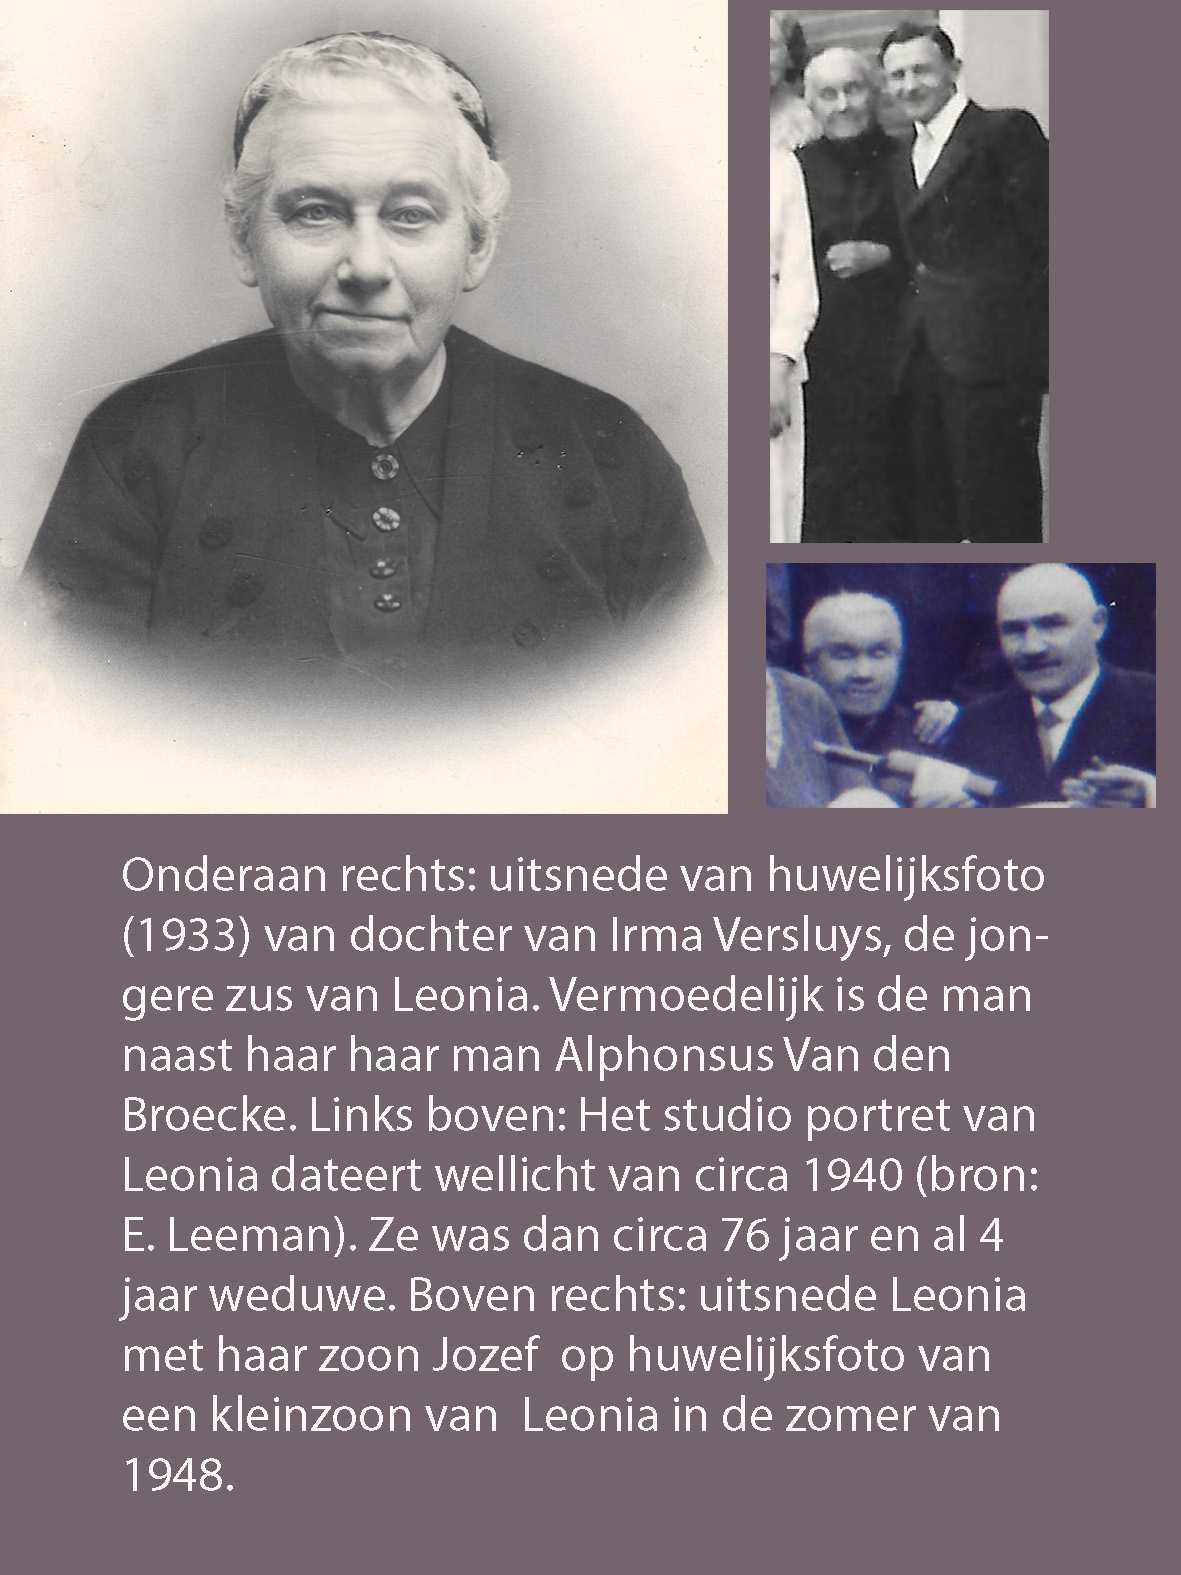 Onderaan rechts: uitsnede van huwelijksfoto
(1933) van dochter van Irma Versluys, de jon-
gere zus van Leonia. Vermoedelijk is de man
naast haar haar man Alphonsus Van den
Broecke. Links boven: Het studio portret van
Leonia dateert wellicht van circa 1940 (bron:
E. Leeman). Ze was dan circa 76 jaar en al 4
jaar weduwe. Boven rechts: uitsnede Leonia
met haar zoon Jozef  op huwelijksfoto van
een kleinzoon van  Leonia in de zomer van
1948.